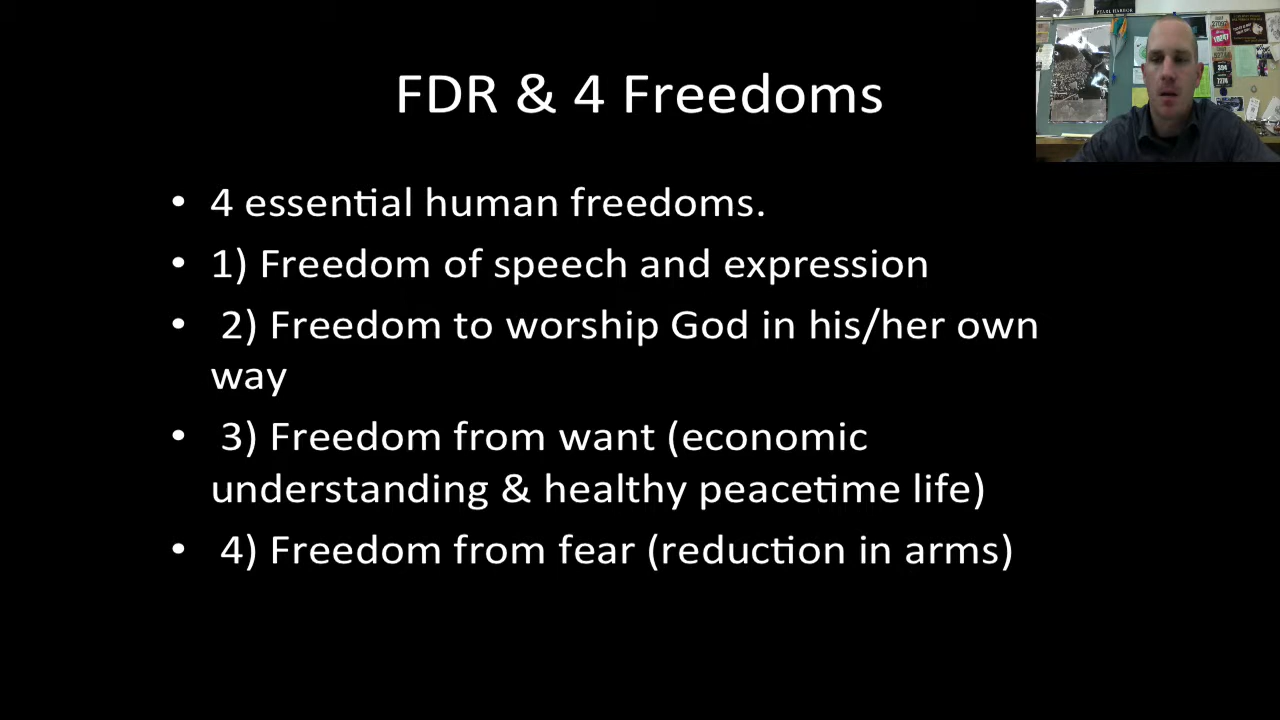 PEARL HARBOR
FDR & 4 Freedoms
• 4 essential human freedoms.
• 1) Freedom of speech and expression
• 2) Freedom to worship God in his/her own
way
• 3) Freedom from want (economic
understanding & healthy peacetime life)
• 4) Freedom from fear (reduction in arms)